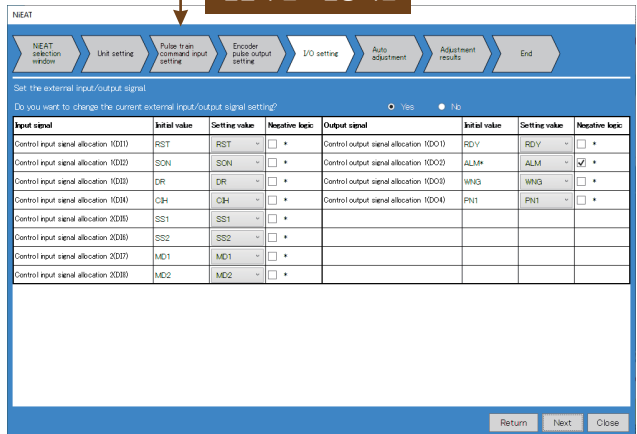 NiEAT
NiEAT selection window
Unit setting
Pulse train command input setting
Encoder pulse output setting
I/O setting
Auto adjustment
Adjustment results
End
Set the external input/output signal.
Do you want to change the current external input/output signal setting? Yes No
Input signal Initial value Setting value Negative logic Output signal Initial value Setting value Negative logic
Control input signal allocation 1(DI1) RST RST * Control output signal allocation 1(DO1) RDY RDY *
Control input signal allocation 1(DI2) SON SON * Control output signal allocation 1(DO2) ALM* ALM *
Control input signal allocation 1(DI3) DR DR * Control output signal allocation 1(DO3) WNG WNG *
Control input signal allocation 1(DI4) CIH CIH * Control output signal allocation 1(DO4) PN1 PN1 *
Control input signal allocation 2(DI5) SS1 SS1 *
Control input signal allocation 2(DI6) SS2 SS2 *
Control input signal allocation 2(DI7) MD1 MD1 *
Control input signal allocation 2(DI8) MD2 MD2 *
Return Next Close